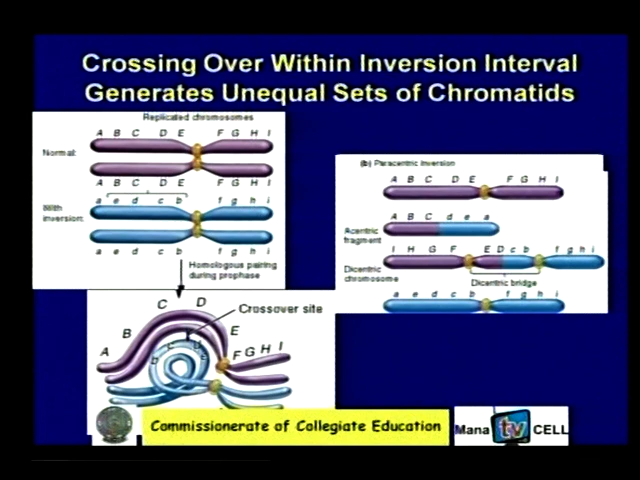 Crossing Over Within Inversion Interval
Generates Unequal Sets of Chromatids
Replicated chromosomes
A B C D E F G H I
Normal:
A B C D E F G H I
With inversion:
a e d c b f g h i
a e d c b f g h i
Homologous pairing
during prophase
Crossover site
A B C D E F G H I
(b) Paracentric inversion
A B C D E F G H I
Acentric
fragment
A B C d e a
Dicentric
chromosome
I H G F E D c b f g h i
Dicentric bridge
a e d c b f g h i
Commissionerate of Collegiate Education
Mana tv CELL